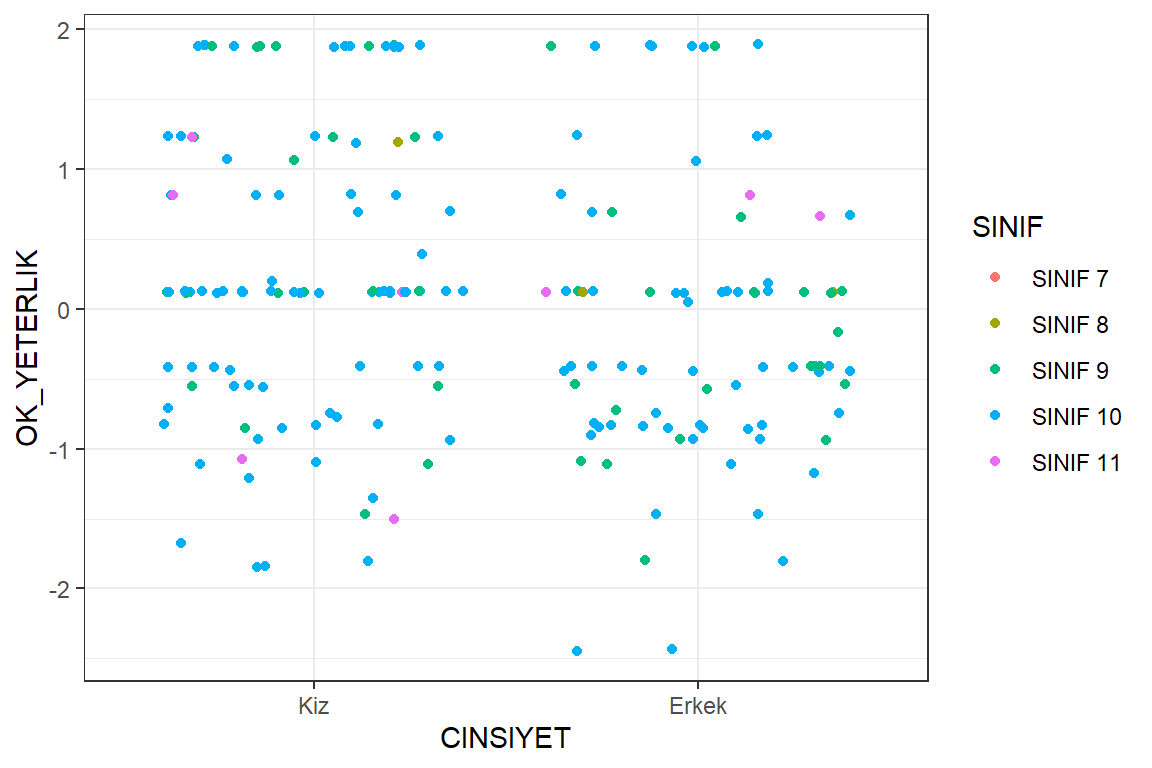 OK_YETERLIK
2
1
0
-1
-2
Kiz
Erkek
CINSIYET
SINIF
SINIF 7
SINIF 8
SINIF 9
SINIF 10
SINIF 11